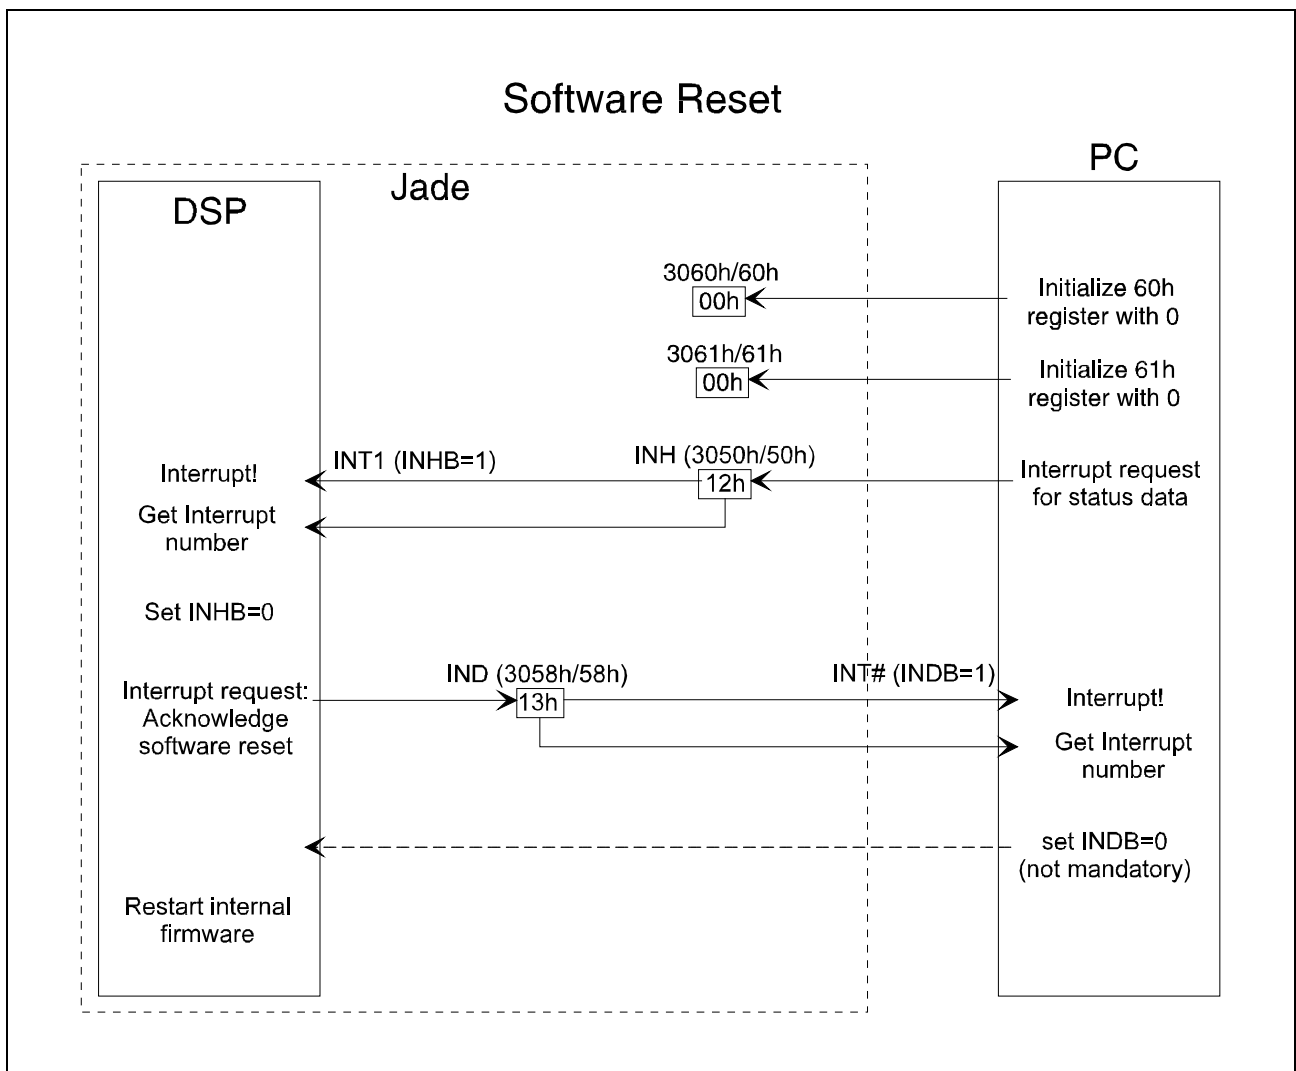 Software Reset
PC
Jade
DSP
3060h/60h
00h
Initialize 60h
register with 0
3061h/61h
00h
Initialize 61h
register with 0
Interrupt!
INT1 (INHB=1)
INH (3050h/50h)
12h
Interrupt request
for status data
Get Interrupt
number
Set INHB=0
Interrupt request:
Acknowledge
software reset
IND (3058h/58h)
13h
INT# (INDB=1)
Interrupt!
Get Interrupt
number
set INDB=0
(not mandatory)
Restart internal
firmware